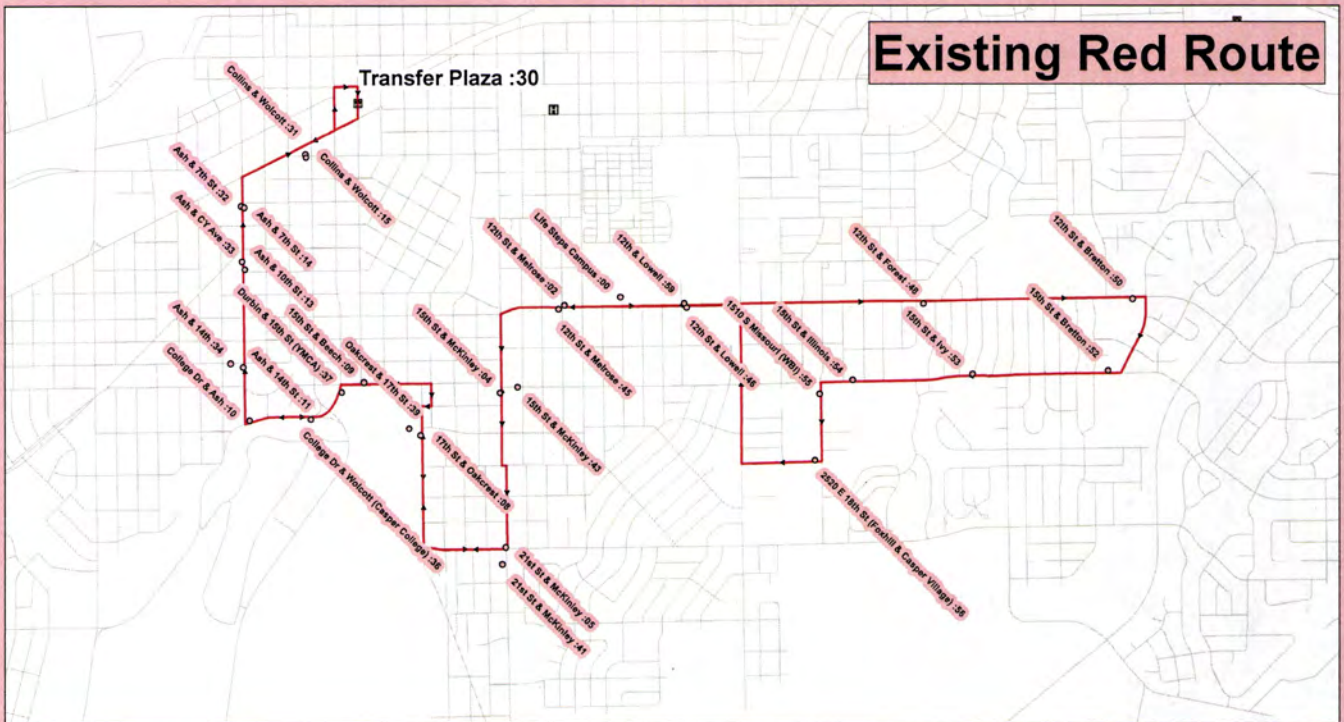 Existing Red Route
Transfer Plaza :30
H
Collins & Wolcott :31
Collins & Wolcott :15
Ash & 7th St :32
Ash & 7th St :14
Ash & CY Ave :33
Ash & 10th St :13
Ash & 14th :34
Ash & 14th St :11
College Dr & Ash :10
College Dr & Wolcott (Casper College) :36
Durbin & 15th St (YMCA) :37
15th St & Beech :09
Oakcrest & 17th St :39
17th St & Oakcrest :08
21st St & McKinley :05
21st St & McKinley :41
15th St & McKinley :04
15th St & McKinley :43
12th St & Melrose :02
12th St & Melrose :45
Life Steps Campus :00
12th & Lowell :59
12th St & Lowell :46
1510 S Missouri (WBI) :55
15th St & Illinois :54
2520 E 18th St (Foxhill & Casper Village) :56
12th St & Forest :48
15th St & Ivy :53
12th St & Bretton :50
15th St & Bretton :52